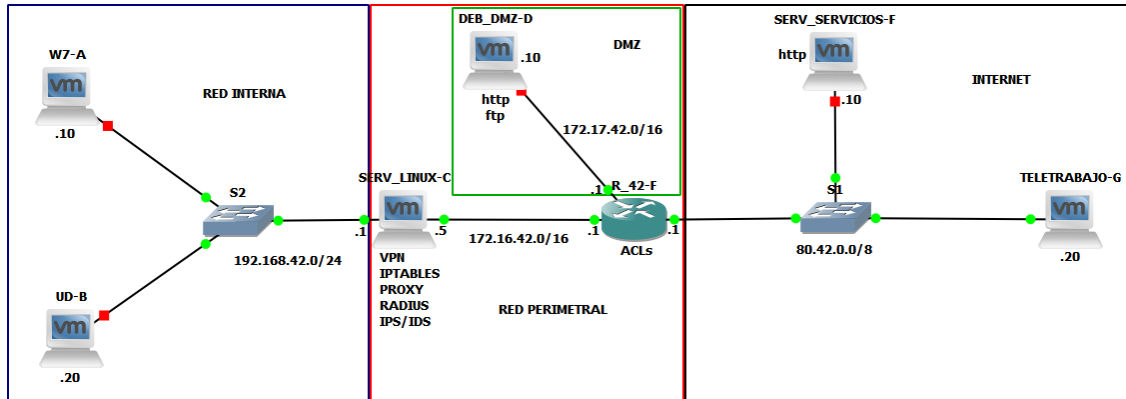 W7-A
vm
.10
RED INTERNA
S2
192.168.42.0/24
UD-B
vm
.20
DEB_DMZ-D
vm
.10
DMZ
http
ftp
172.17.42.0/16
SERV_LINUX-C
vm
.1
.5
VPN
IPTABLES
PROXY
RADIUS
IPS/IDS
172.16.42.0/16
R_42-F
.1
.1
.1
ACLs
RED PERIMETRAL
SERV_SERVICIOS-F
http
vm
.10
INTERNET
S1
80.42.0.0/8
TELETRABAJO-G
vm
.20